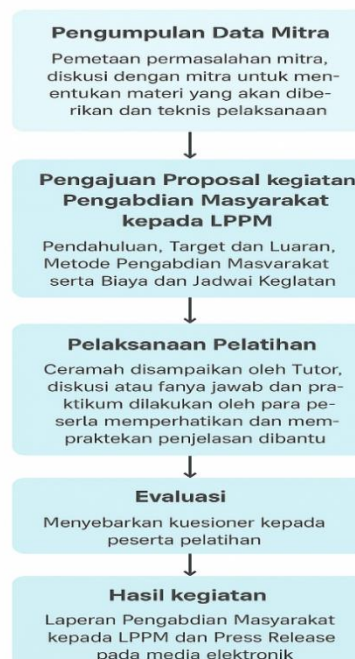 Pengumpulan Data Mitra
Pemetaan permasalahan mitra,
diskusi dengan mitra untuk men-
entukan materi yang akan dibe-
rikan dan teknis pelaksanaan
Pengajuan Proposal kegiatan
Pengabdian Masyarakat
kepada LPPM
Pendahuluan, Target dan Luaran,
Metode Pengabdian Masvarakat
serta Biaya dan Jadwai Keglatan
Pelaksanaan Pelatihan
Ceramah disampaikan oleh Tutor,
diskusi atau fanya jawab dan pra-
ktikum dilakukan oleh para pe-
serla memperhatikan dan mem-
praktekan penjelasan dibantu
Evaluasi
Menyebarkan kuesioner kepada
peserta pelatihan
Hasil kegiatan
Laperan Pengabdian Masyarakat
kepada LPPM dan Press Release
pada media elektronik